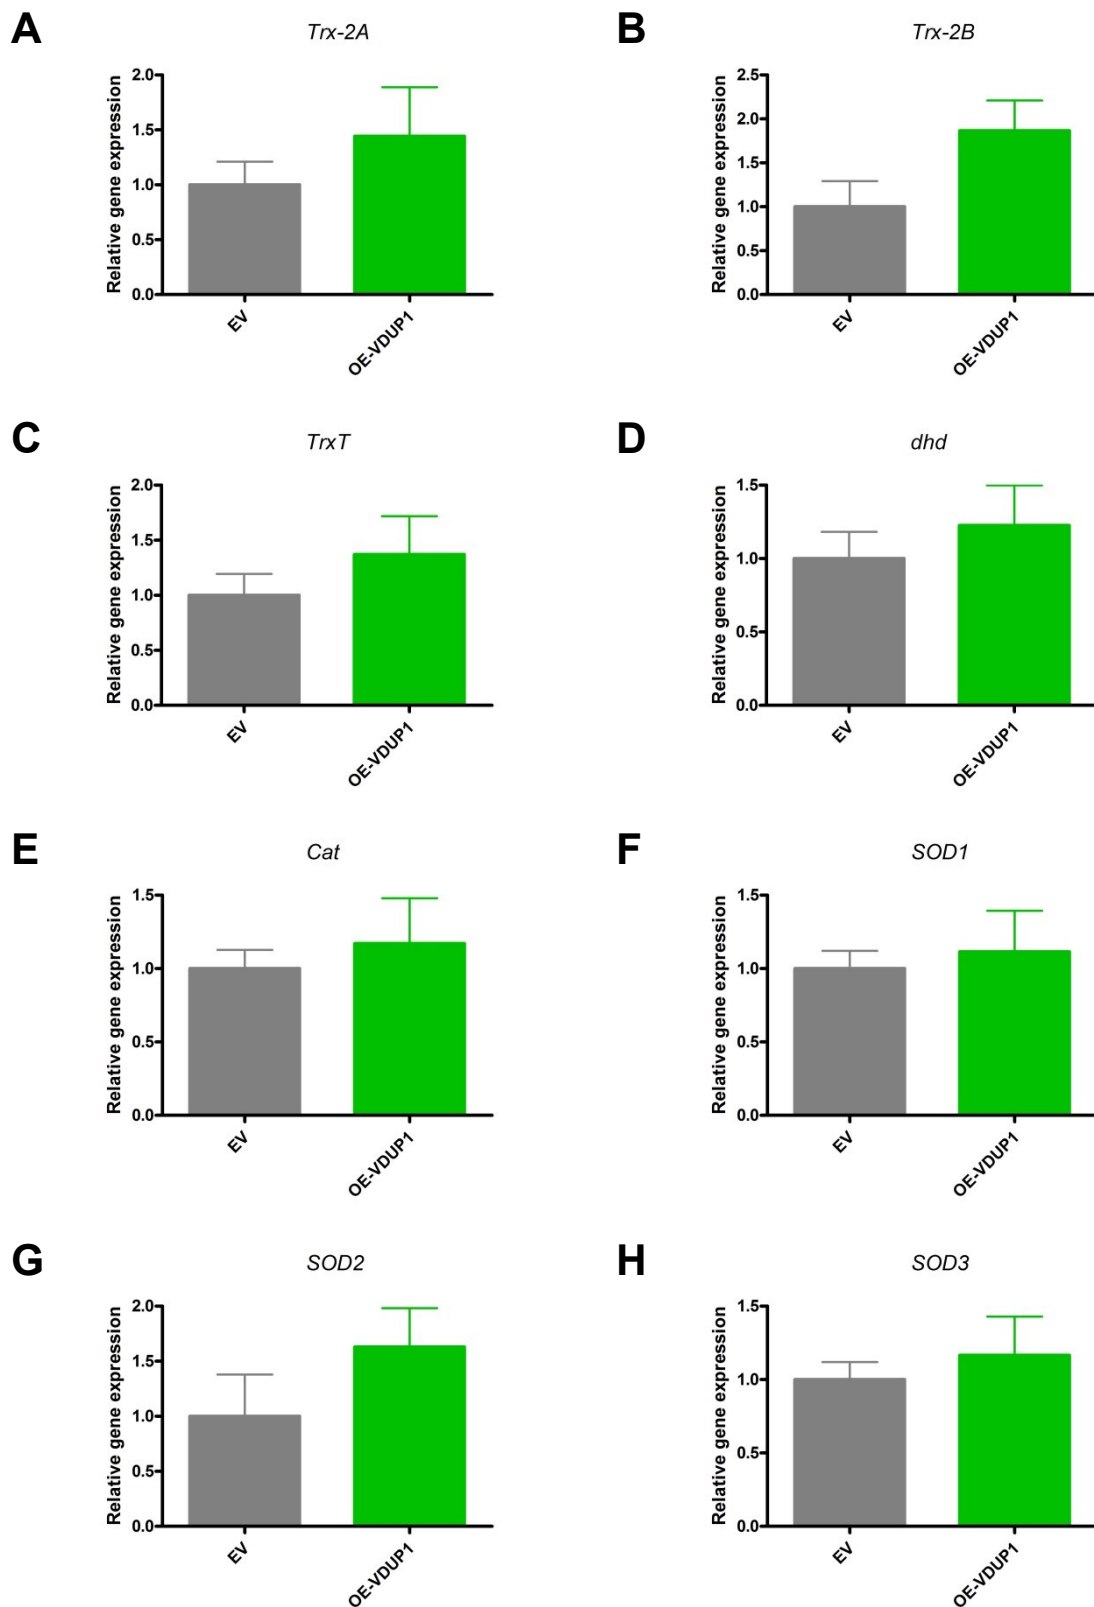 A
Trx-2A
Relative gene expression
2.0
1.5
1.0
0.5
0.0
EV
OE-VDUP1
B
Trx-2B
Relative gene expression
2.5
2.0
1.5
1.0
0.5
0.0
EV
OE-VDUP1
C
TrxT
Relative gene expression
2.0
1.5
1.0
0.5
0.0
EV
OE-VDUP1
D
dhd
Relative gene expression
1.5
1.0
0.5
0.0
EV
OE-VDUP1
E
Cat
Relative gene expression
1.5
1.0
0.5
0.0
EV
OE-VDUP1
F
SOD1
Relative gene expression
1.5
1.0
0.5
0.0
EV
OE-VDUP1
G
SOD2
Relative gene expression
2.0
1.5
1.0
0.5
0.0
EV
OE-VDUP1
H
SOD3
Relative gene expression
1.5
1.0
0.5
0.0
EV
OE-VDUP1